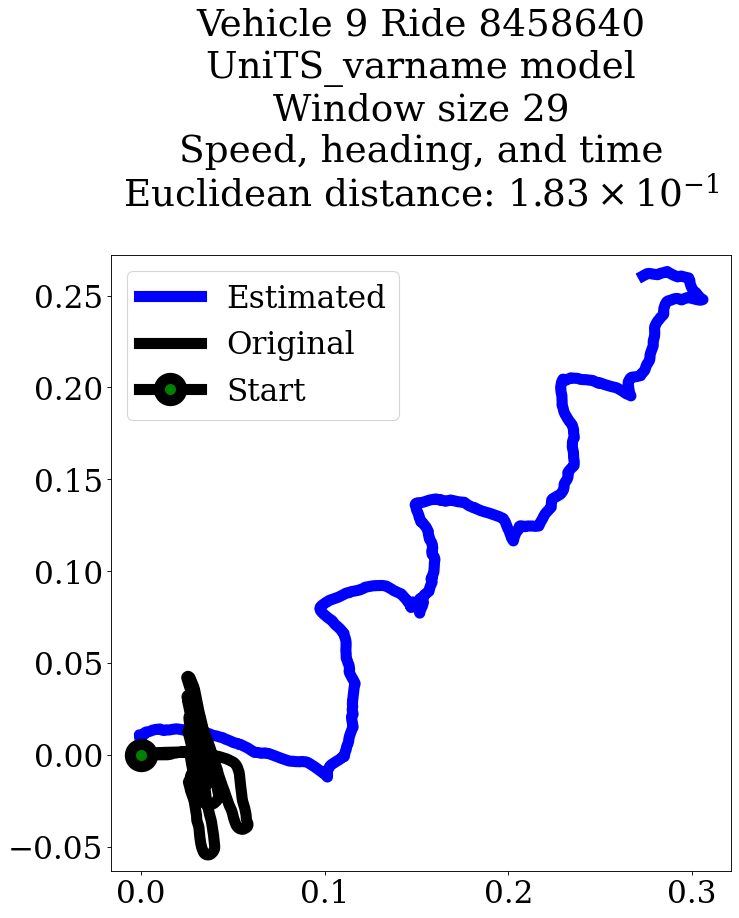 Vehicle 9 Ride 8458640
UniTS_varname model
Window size 29
Speed, heading, and time
Euclidean distance: 1.83 × 10⁻¹
Estimated
Original
Start
0.25
0.20
0.15
0.10
0.05
0.00
−0.05
0.0 0.1 0.2 0.3